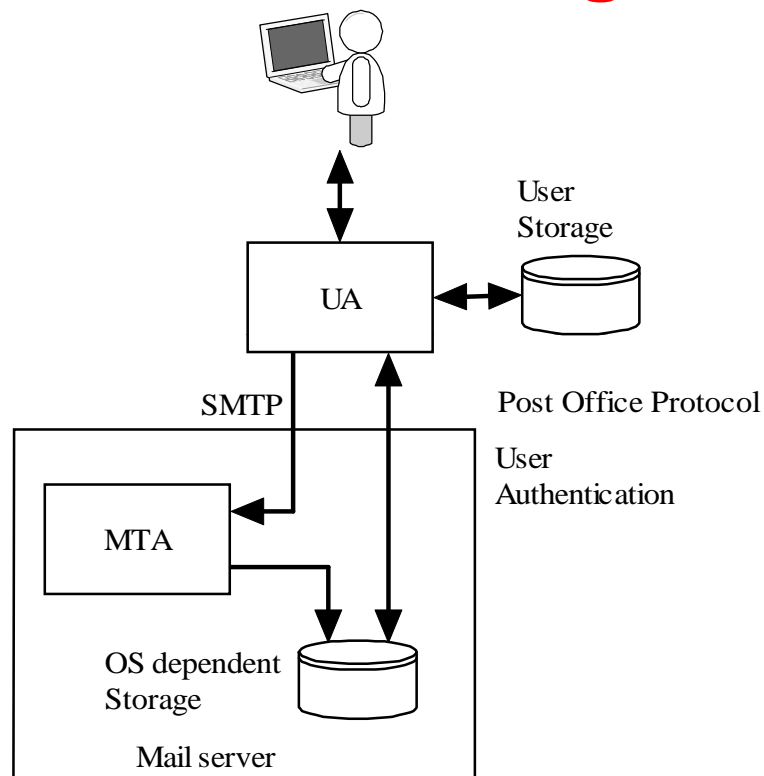 User
Storage
UA
SMTP
Post Office Protocol
User
Authentication
MTA
OS dependent
Storage
Mail server